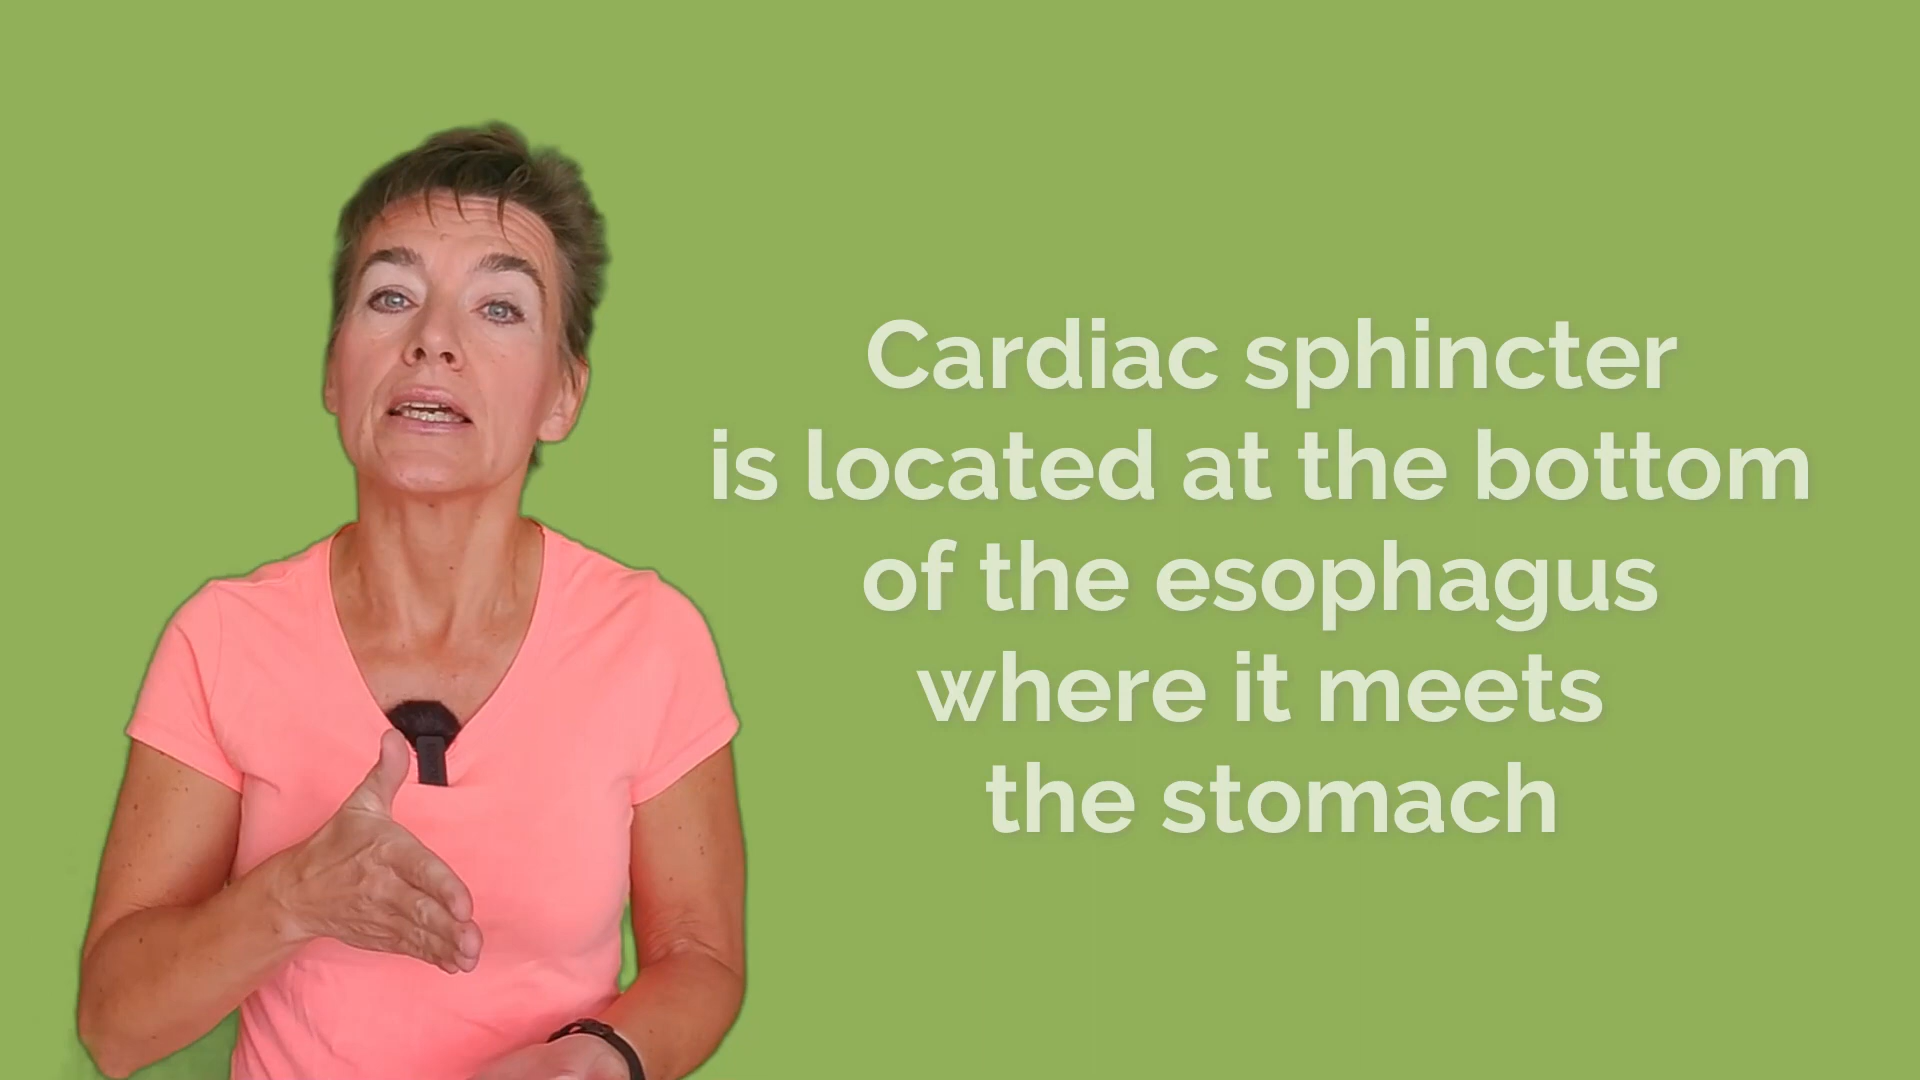 Cardiac sphincter
is located at the bottom
of the esophagus
where it meets
the stomach